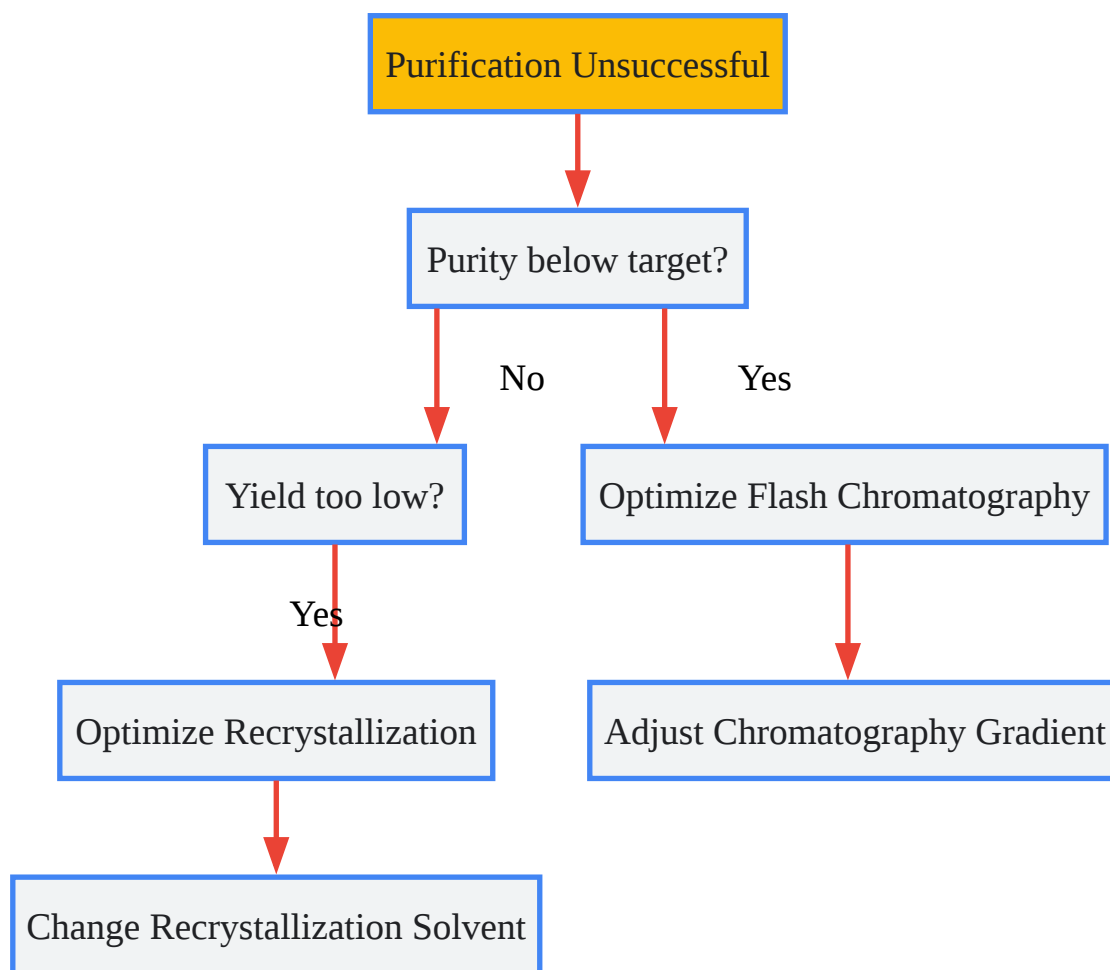 Purification Unsuccessful
Purity below target?
No
Yes
Yield too low?
Optimize Flash Chromatography
Yes
Optimize Recrystallization
Adjust Chromatography Gradient
Change Recrystallization Solvent